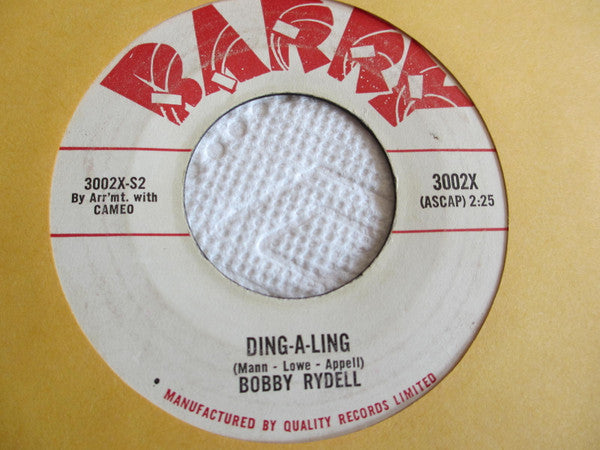 BARRY
3002X-S2
By Arr'mt. with
CAMEO
3002X
(ASCAP) 2:25
DING-A-LING
(Mann - Lowe - Appell)
BOBBY RYDELL
MANUFACTURED BY QUALITY RECORDS LIMITED